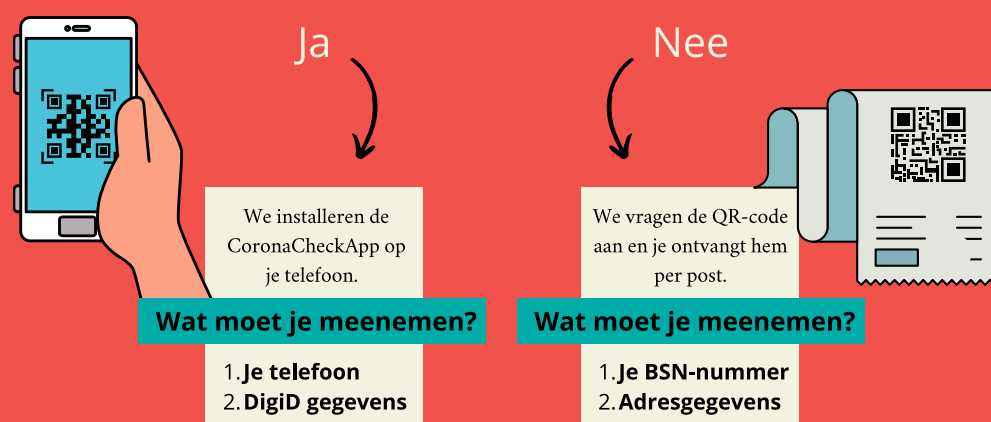 Ja
We installeren de
CoronaCheckApp op
je telefoon.
Wat moet je meenemen?
1. Je telefoon
2. DigiD gegevens
Nee
We vragen de QR-code
aan en je ontvangt hem
per post.
Wat moet je meenemen?
1. Je BSN-nummer
2. Adresgegevens